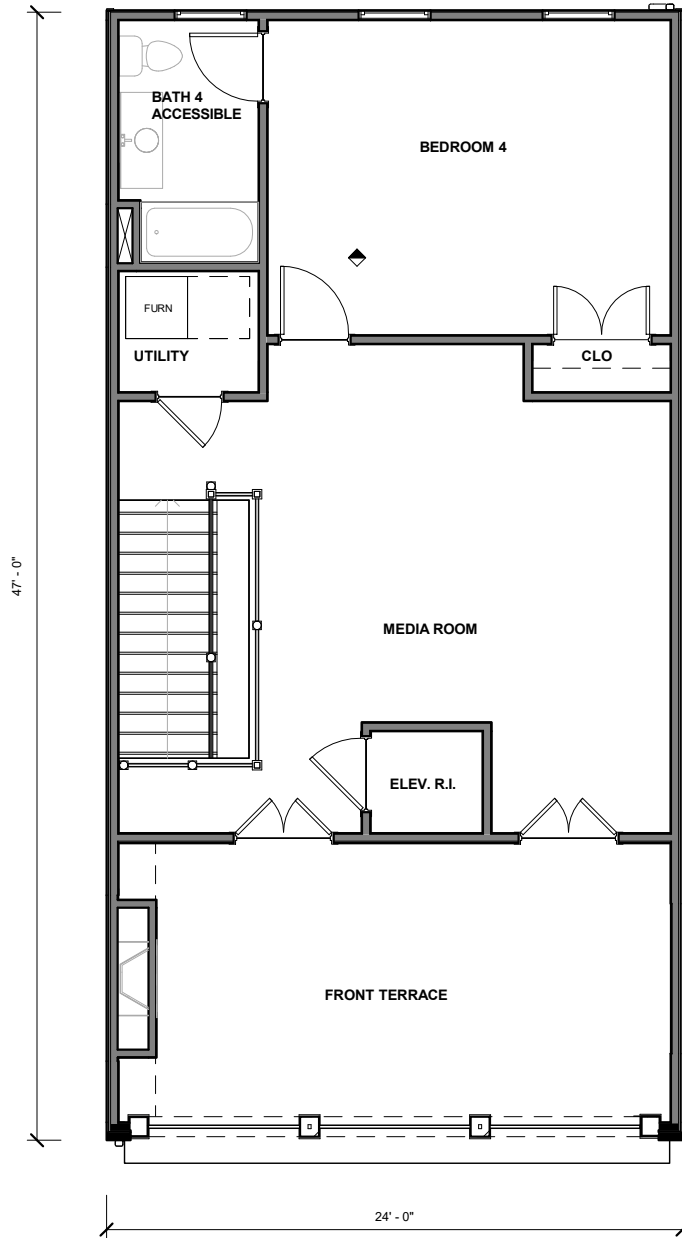 BATH 4
ACCESSIBLE
BEDROOM 4
FURN
UTILITY
CLO
47' - 0"
MEDIA ROOM
ELEV. R.I.
FRONT TERRACE
24' - 0"